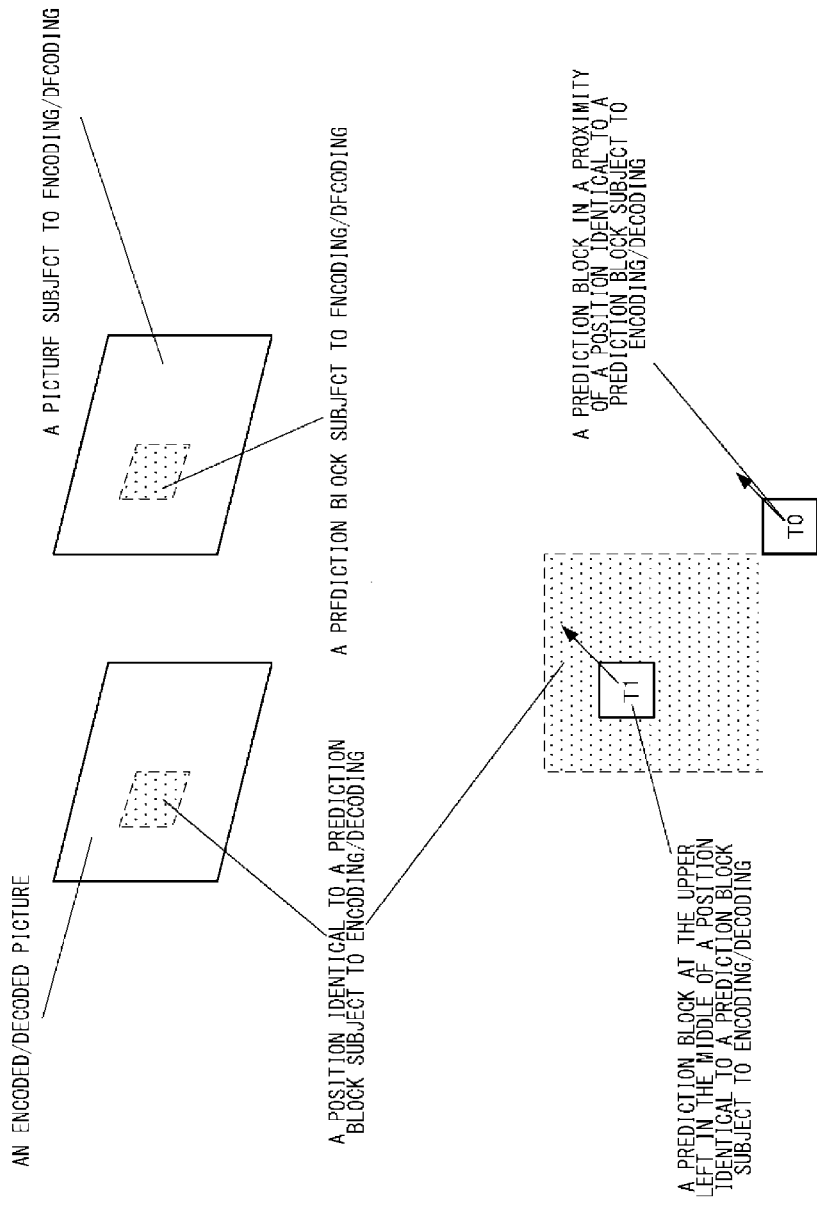 AN ENCODED/DECODED PICTURE
A PICTURF SUBJFCT TO FNCODING/DFCODING
A POSITION IDENTICAL TO A PREDICTION
BLOCK SUBJECT TO ENCODING/DECODING
A PRFDICTION BI OCK SUBJFCT TO FNCODING/DFCODING
A PREDICTION BLOCK AT THE UPPER
LEFT IN THE MIDDLE OF A POSITION
IDENTICAL TO A PREDICTION BLOCK
SUBJECT TO ENCODING/DECODING
T1
T0
A PREDICTION BLOCK IN A PROXIMITY
OF A POSITION IDENTICAL TO A
PREDICTION BLOCK SUBJECT TO
ENCODING/DECODING